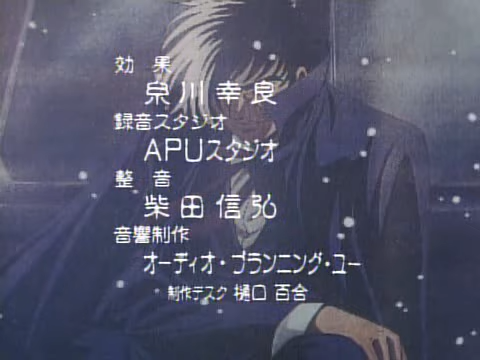 効果
泉川幸良
録音スタジオ
APUスタジオ
整音
柴田信弘
音響制作
オーディオ・プランニング・ユー
制作デスク 樋口百合